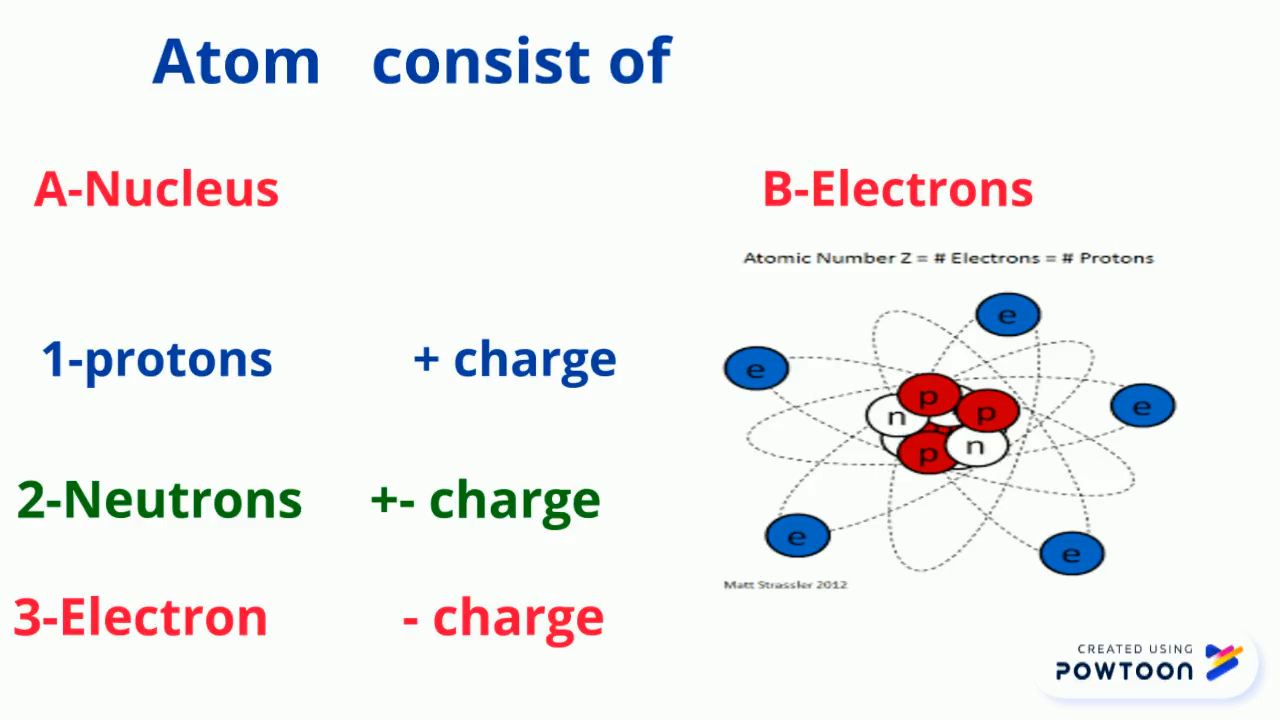 Atom consist of
A-Nucleus
B-Electrons
Atomic Number Z = # Electrons = # Protons
1-protons + charge
2-Neutrons +- charge
3-Electron - charge
e
e
e
p
p
n
p
n
e
e
Matt Strassler 2012
CREATED USING
POWTOON